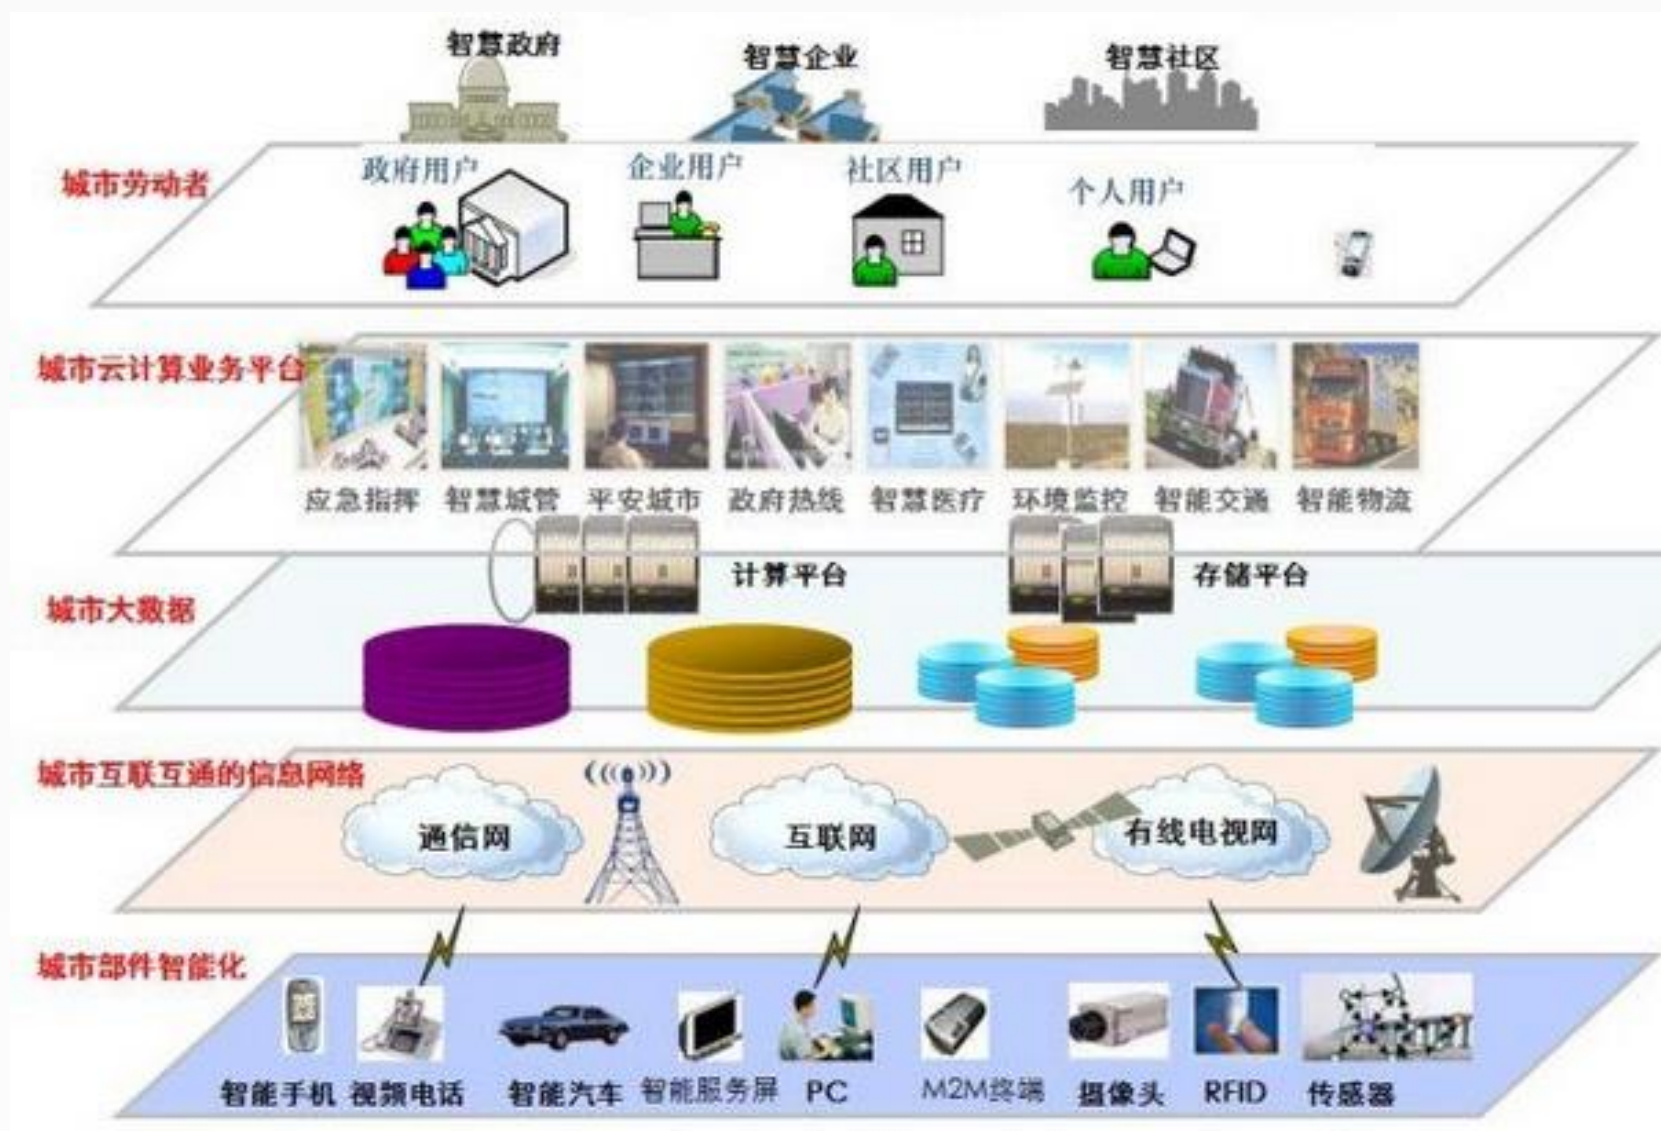 智慧政府
智慧企业
智慧社区
城市劳动者
政府用户
企业用户
社区用户
个人用户
城市云计算业务平台
应急指挥
智慧城管
平安城市
政府热线
智慧医疗
环境监控
智能交通
智能物流
计算平台
存储平台
城市大数据
城市互联互通的信息网络
通信网
互联网
有线电视网
城市部件智能化
智能手机
视频电话
智能汽车
智能服务屏
PC
M2M终端
摄像头
RFID
传感器